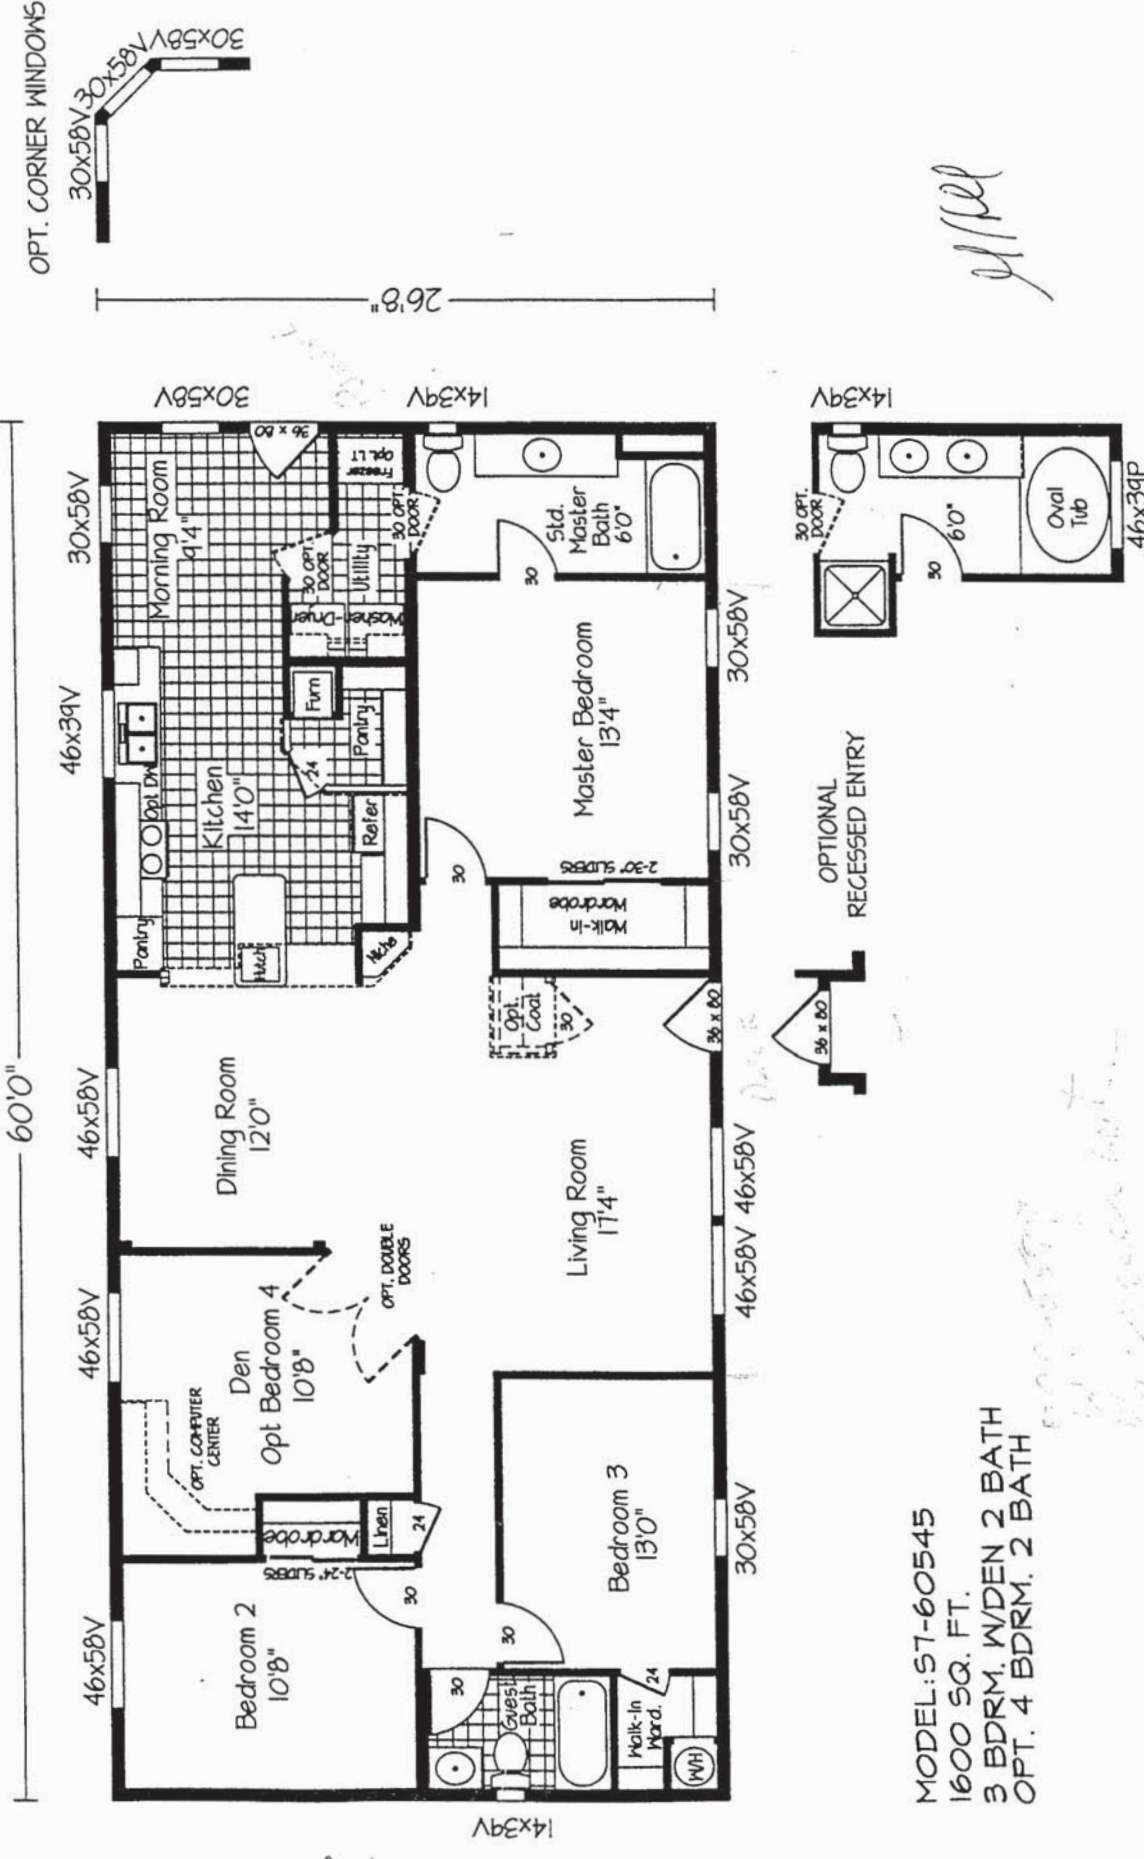 OPT. CORNER WINDOWS
30x58V
30x58V
30x58V
60'0"
26'8"
46x58V
46x58V
46x58V
46x39V
30x58V
30x58V
14x39V
14x39V
Bedroom 2
10'8"
2-24" SLIDERS
Wardrobe
Linen
24
30
OPT. COMPUTER
CENTER
Den
Opt Bedroom 4
10'8"
OPT. DOUBLE
DOORS
Dining Room
12'0"
Pantry
Hutch
Niche
Opt DW
Kitchen
14'0"
Refer
24
Pantry
Furn
Morning Room
9'4"
36 x 80
30 OPT.
DOOR
Utility
Washer-Dryer
Freezer
Opt. LT
30 OPT.
DOOR
Std.
Master
Bath
6'0"
30
Master Bedroom
13'4"
30
2-30" SLIDERS
Walk-in
Wardrobe
Opt.
Coat
30
36 x 80
Living Room
17'4"
Bedroom 3
13'0"
30
30
Guest
Bath
24
Walk-In
Ward.
WH
30x58V
46x58V
46x58V
30x58V
30x58V
OPTIONAL
RECESSED ENTRY
36 x 80
14x39V
30 OPT.
DOOR
6'0"
30
Oval
Tub
46x39P
MODEL: S7-60545
1600 SQ. FT.
3 BDRM. W/DEN 2 BATH
OPT. 4 BDRM. 2 BATH